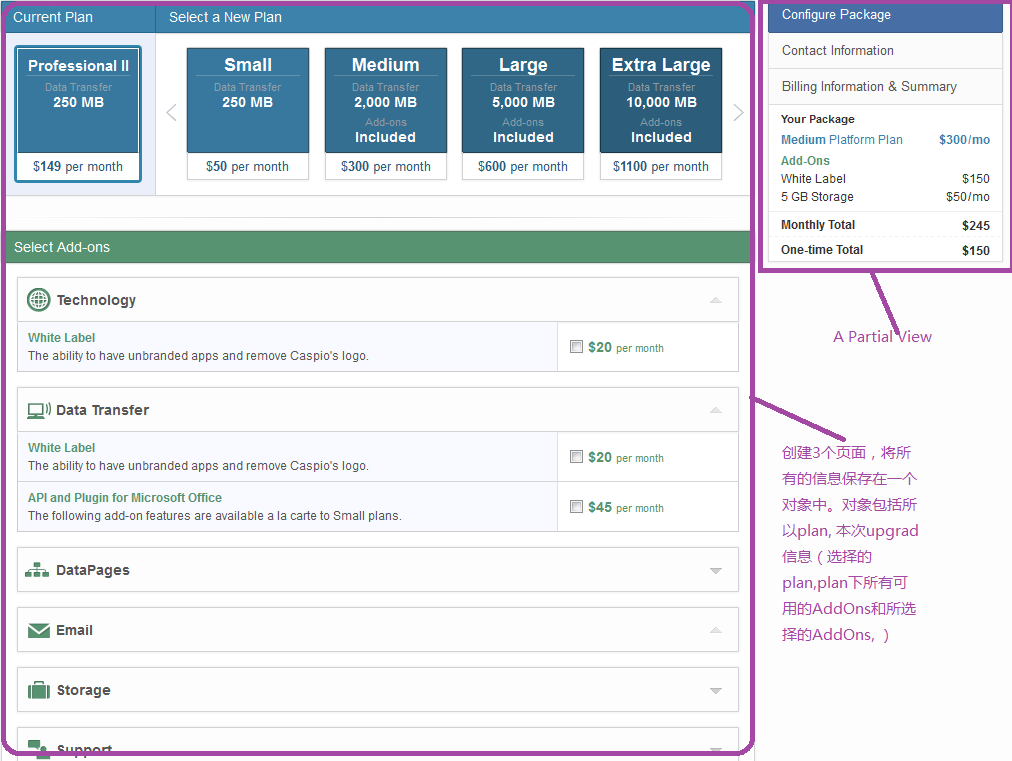 Current Plan
Select a New Plan
Professional II
Data Transfer
250 MB
$149 per month
Small
Data Transfer
250 MB
$50 per month
Medium
Data Transfer
2,000 MB
Add-ons
Included
$300 per month
Large
Data Transfer
5,000 MB
Add-ons
Included
$600 per month
Extra Large
Data Transfer
10,000 MB
Add-ons
Included
$1100 per month
Select Add-ons
Technology
White Label
The ability to have unbranded apps and remove Caspio's logo.
$20 per month
Data Transfer
White Label
The ability to have unbranded apps and remove Caspio's logo.
$20 per month
API and Plugin for Microsoft Office
The following add-on features are available a la carte to Small plans.
$45 per month
DataPages
Email
Storage
Support
Configure Package
Contact Information
Billing Information & Summary
Your Package
Medium Platform Plan $300/mo
Add-Ons
White Label $150
5 GB Storage $50/mo
Monthly Total $245
One-time Total $150
A Partial View
创建3个页面，将所
有的信息保存在一个
对象中。对象包括所
以plan, 本次upgrad
信息（选择的
plan,plan下所有可
用的AddOns和所选
择的AddOns, ）